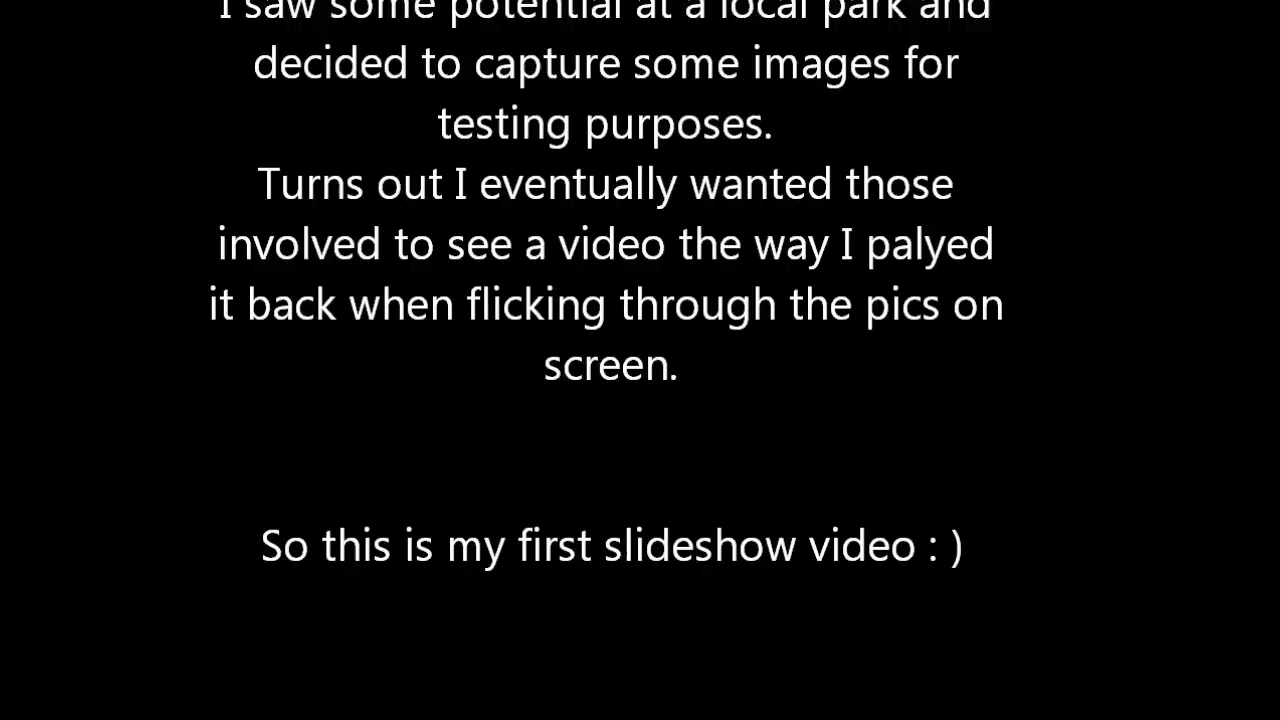 I saw some potential at a local park and
decided to capture some images for
testing purposes.
Turns out I eventually wanted those
involved to see a video the way I palyed
it back when flicking through the pics on
screen.
So this is my first slideshow video : )